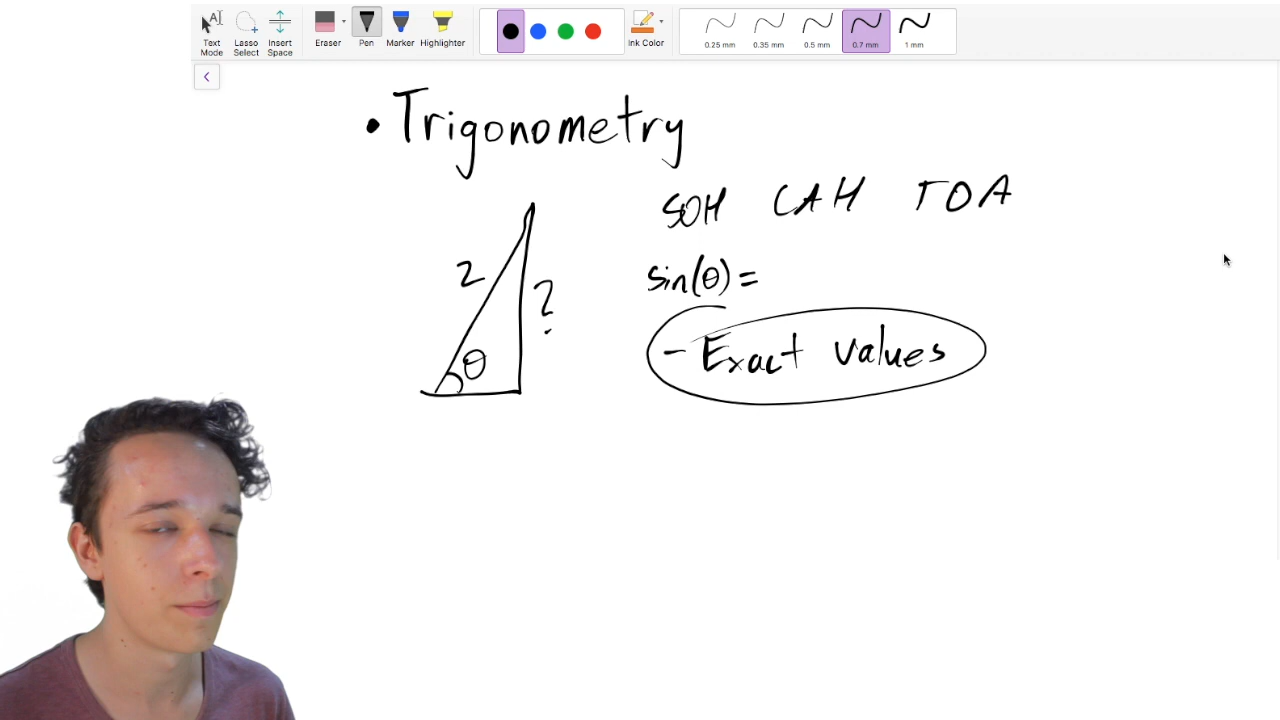 Text Mode
Lasso Select
Insert Space
Eraser
Pen
Marker
Highlighter
Ink Color
0.25 mm
0.35 mm
0.5 mm
0.7 mm
1 mm
• Trigonometry
SOH CAH TOA
2
?
θ
sin(θ) =
- Exact values